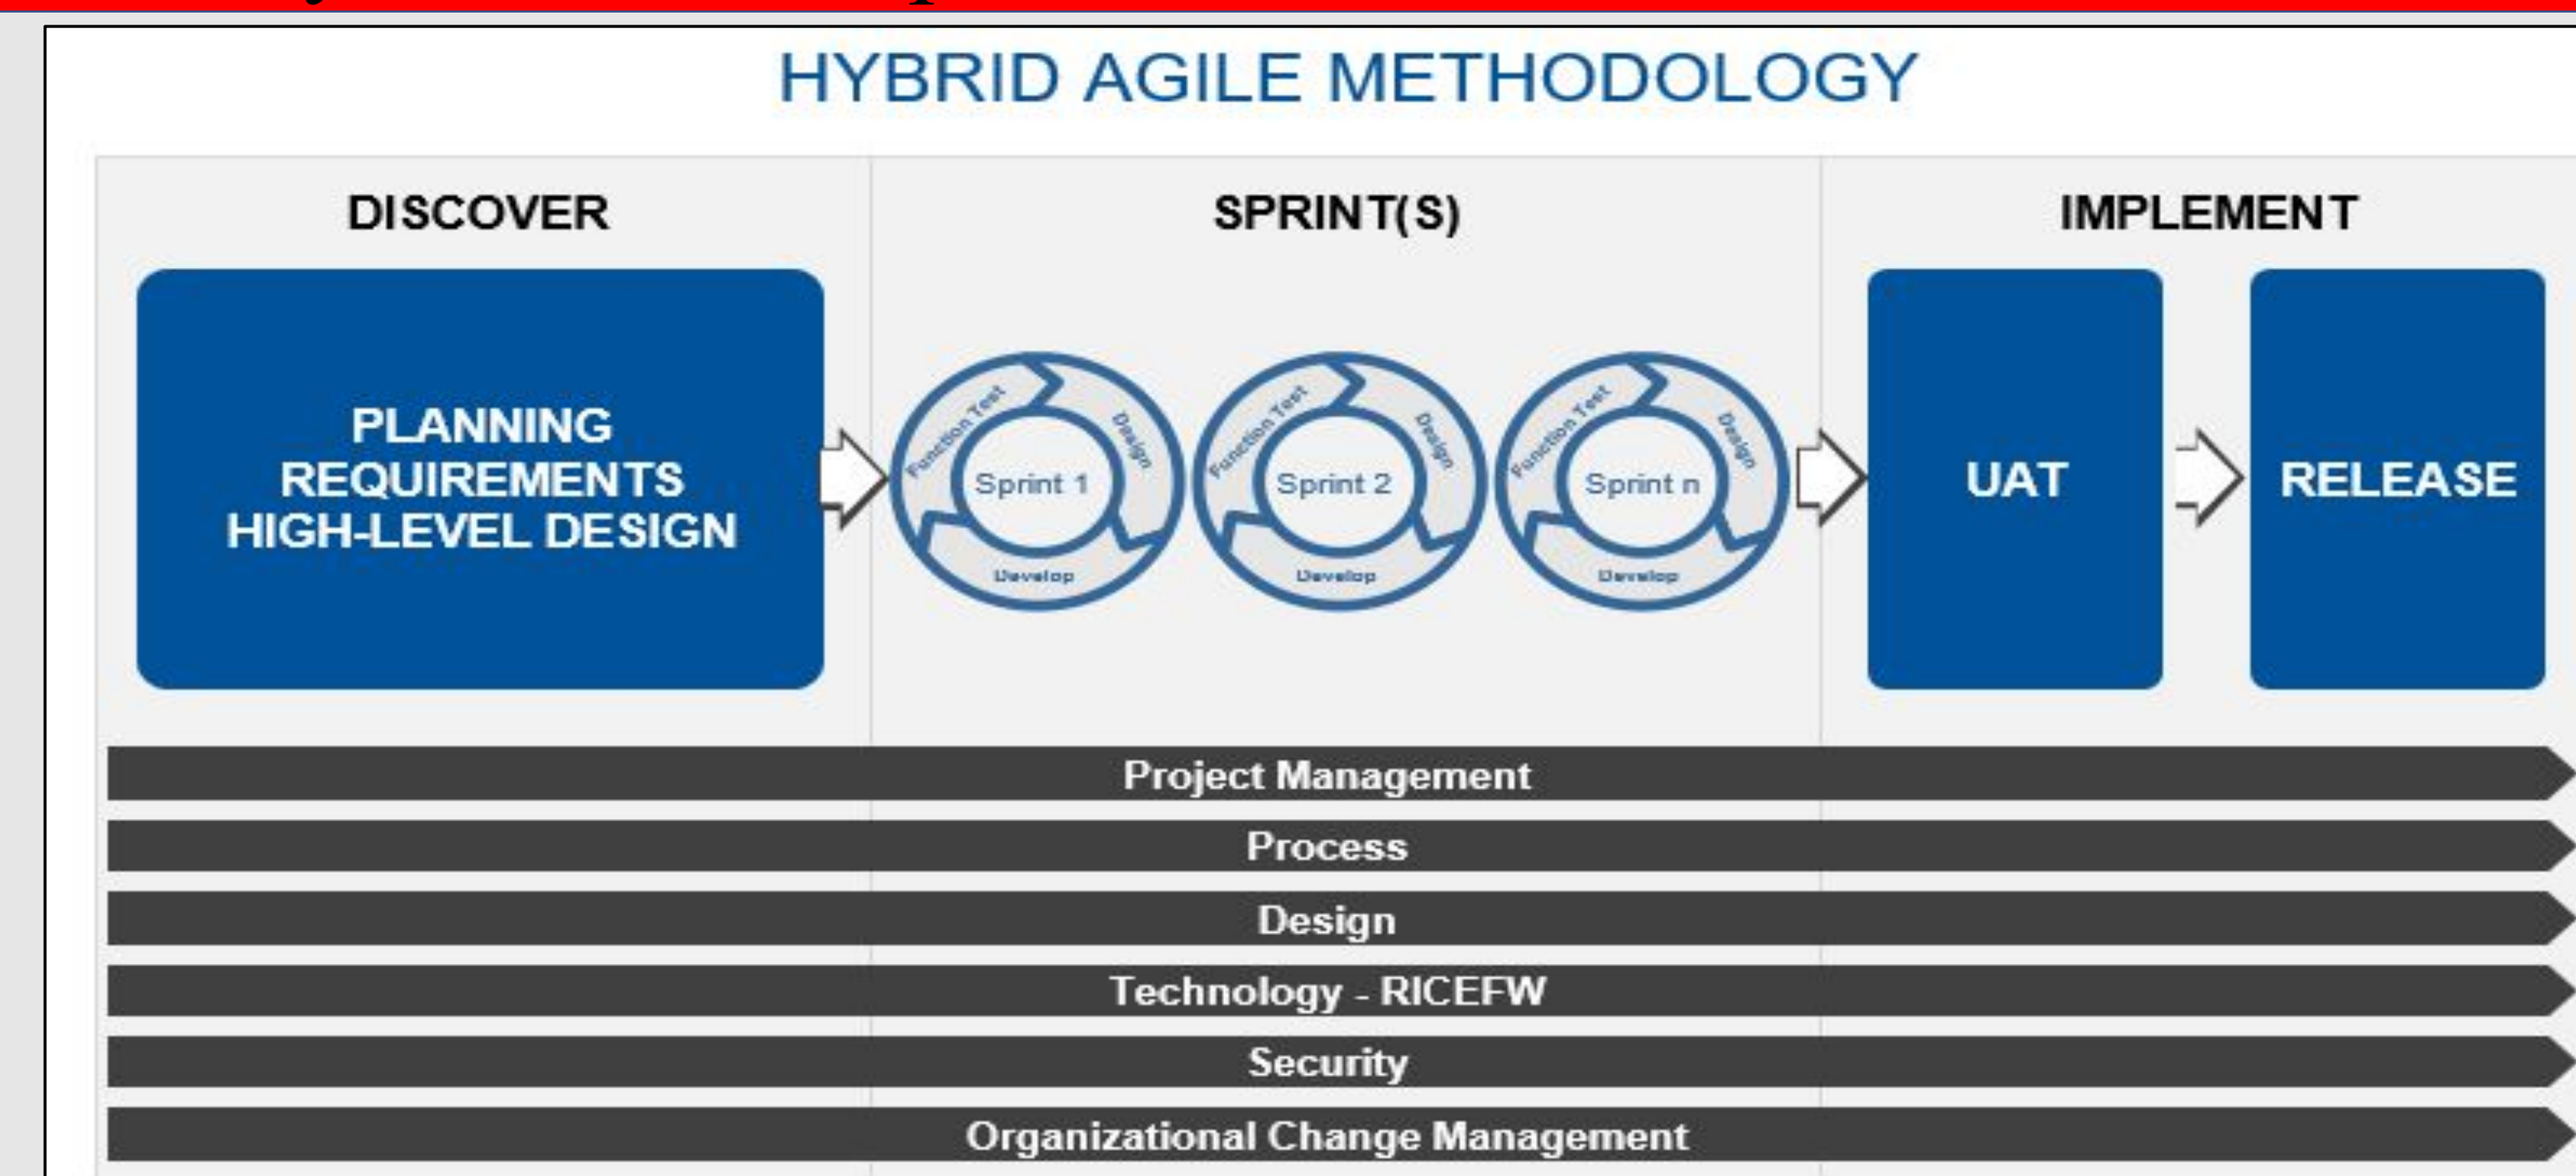 HYBRID AGILE METHODOLOGY
DISCOVER
SPRINT(S)
IMPLEMENT
PLANNING
REQUIREMENTS
HIGH-LEVEL DESIGN
Function Test
Design
Sprint 1
Develop
Function Test
Design
Sprint 2
Develop
Function Test
Design
Sprint n
Develop
UAT
RELEASE
Project Management
Process
Design
Technology - RICEFW
Security
Organizational Change Management